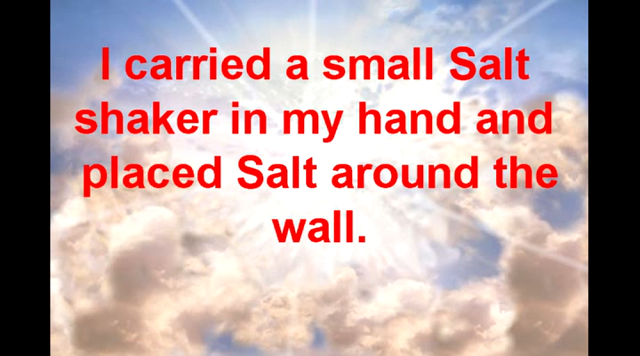 I carried a small Salt
shaker in my hand and
placed Salt around the
wall.